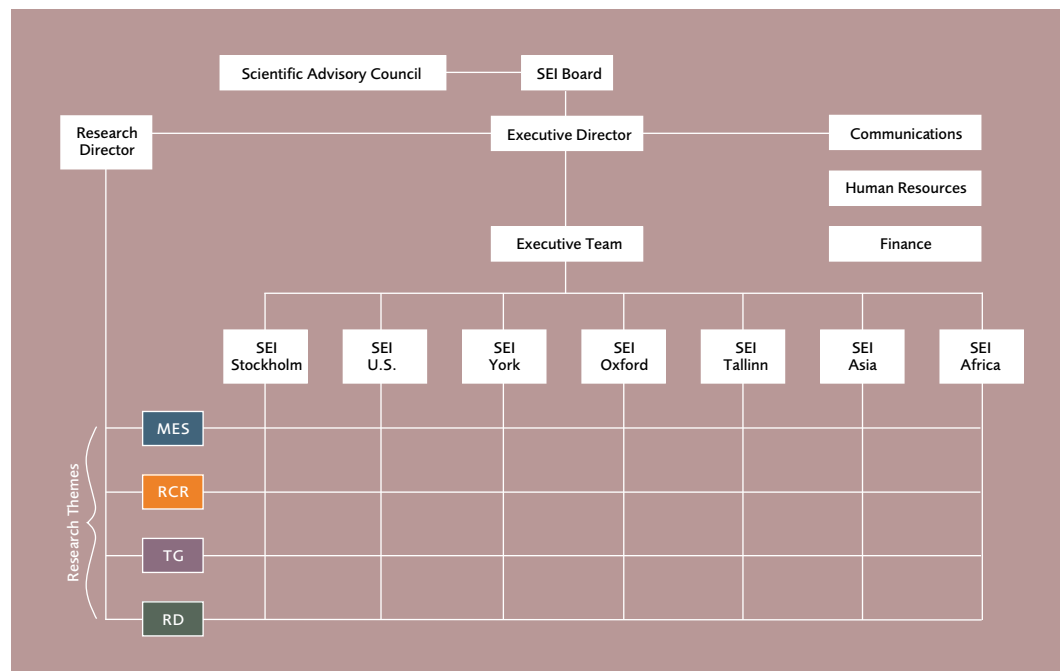 Scientific Advisory Council
SEI Board
Research
Director
Executive Director
Communications
Human Resources
Executive Team
Finance
SEI
Stockholm
SEI
U.S.
SEI
York
SEI
Oxford
SEI
Tallinn
SEI
Asia
SEI
Africa
Research Themes
MES
RCR
TG
RD